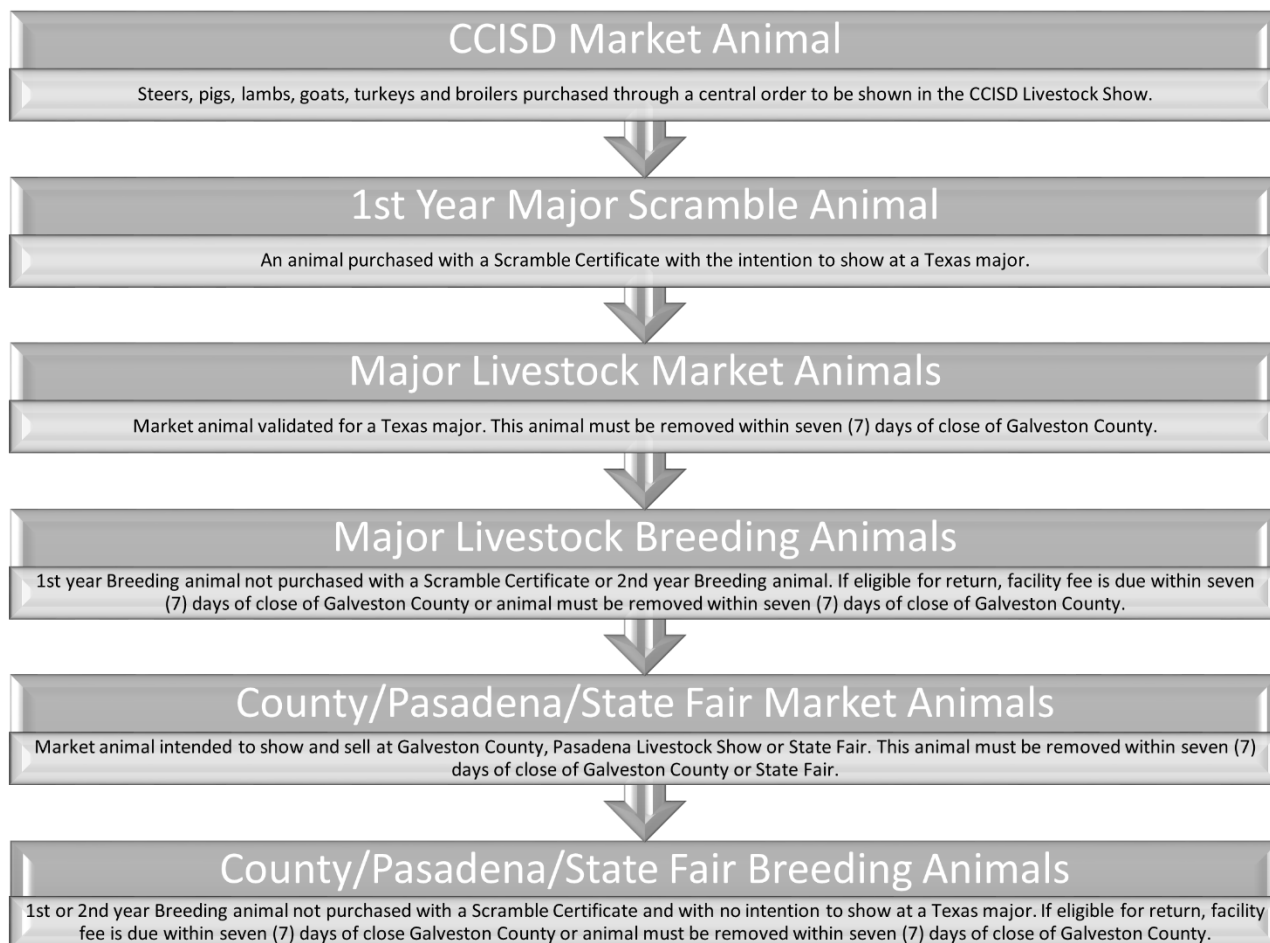 CCISD Market Animal
Steers, pigs, lambs, goats, turkeys and broilers purchased through a central order to be shown in the CCISD Livestock Show.
1st Year Major Scramble Animal
An animal purchased with a Scramble Certificate with the intention to show at a Texas major.
Major Livestock Market Animals
Market animal validated for a Texas major. This animal must be removed within seven (7) days of close of Galveston County.
Major Livestock Breeding Animals
1st year Breeding animal not purchased with a Scramble Certificate or 2nd year Breeding animal. If eligible for return, facility fee is due within seven
(7) days of close of Galveston County or animal must be removed within seven (7) days of close of Galveston County.
County/Pasadena/State Fair Market Animals
Market animal intended to show and sell at Galveston County, Pasadena Livestock Show or State Fair. This animal must be removed within seven (7)
days of close of Galveston County or State Fair.
County/Pasadena/State Fair Breeding Animals
1st or 2nd year Breeding animal not purchased with a Scramble Certificate and with no intention to show at a Texas major. If eligible for return, facility
fee is due within seven (7) days of close Galveston County or animal must be removed within seven (7) days of close of Galveston County.